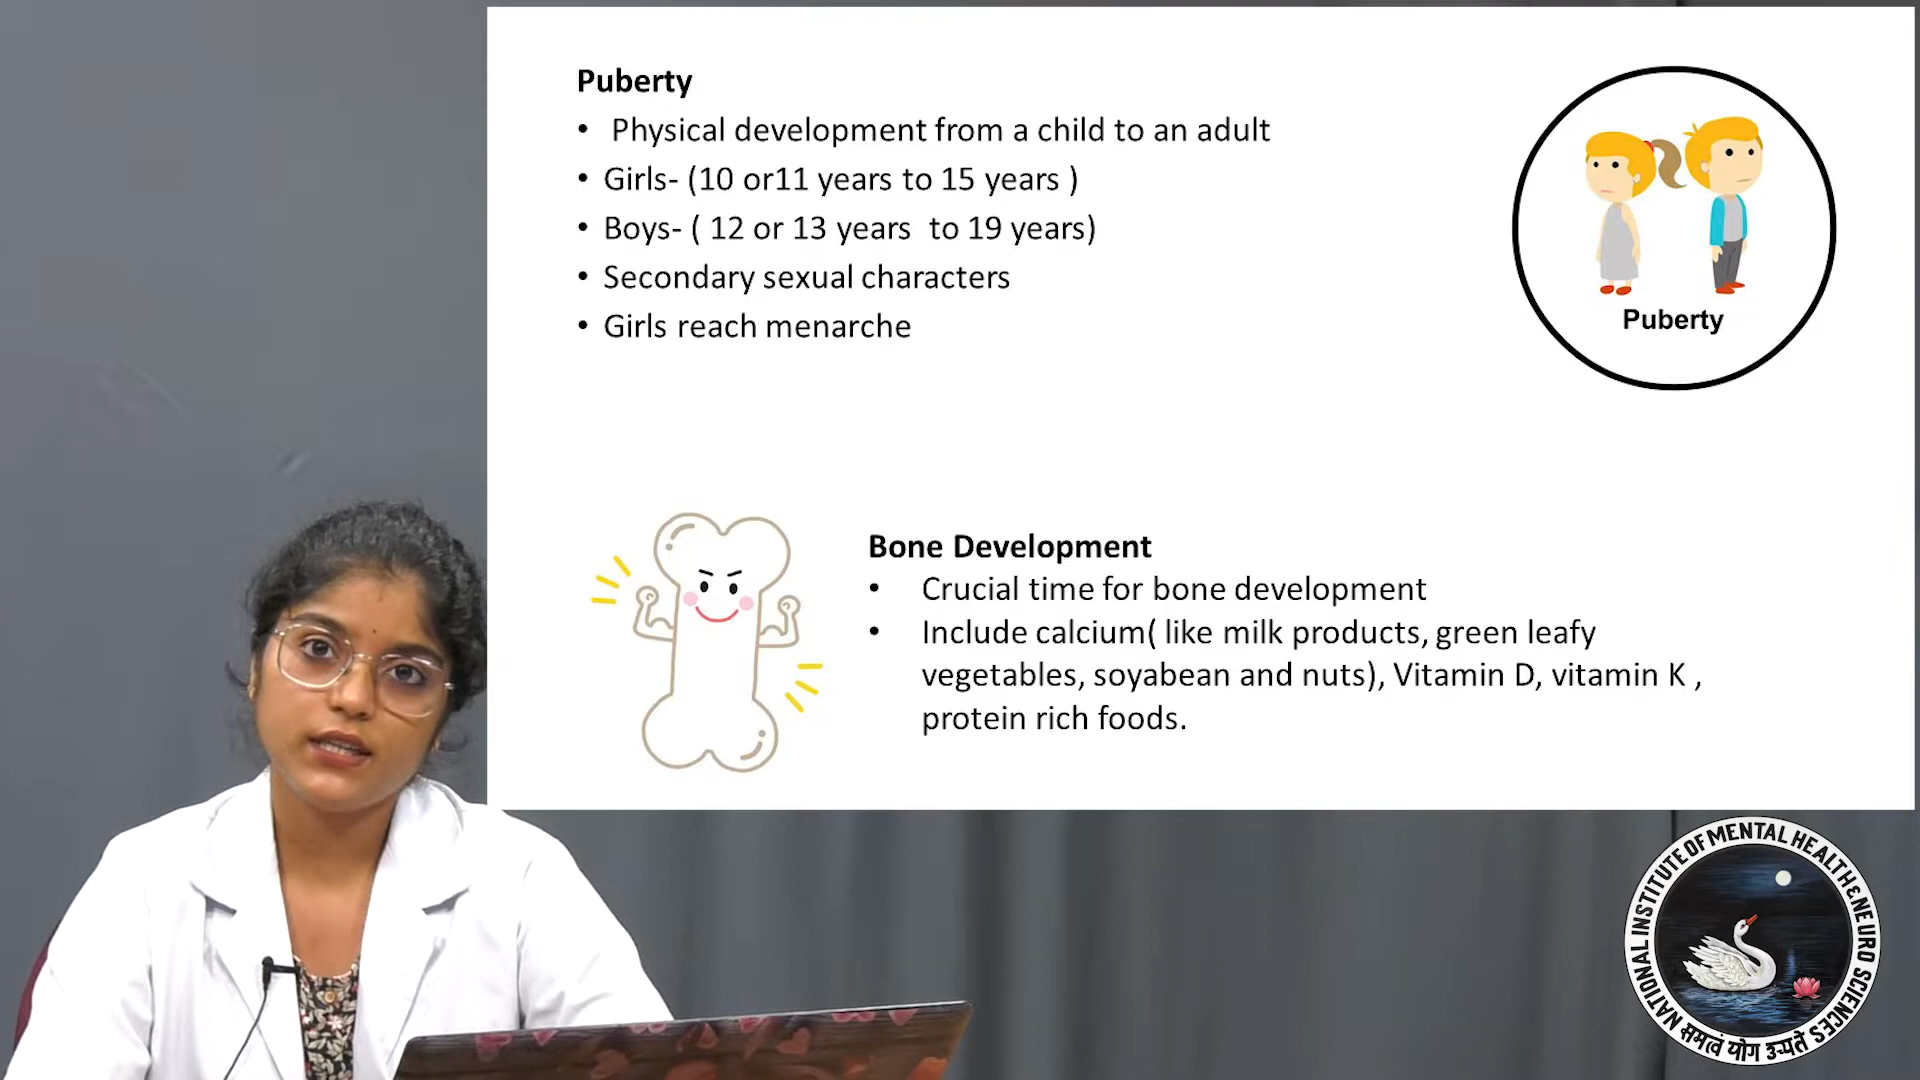 Puberty
• Physical development from a child to an adult
• Girls- (10 or11 years to 15 years )
• Boys- ( 12 or 13 years to 19 years)
• Secondary sexual characters
• Girls reach menarche
Puberty
Bone Development
• Crucial time for bone development
• Include calcium( like milk products, green leafy
vegetables, soyabean and nuts), Vitamin D, vitamin K ,
protein rich foods.
NATIONAL INSTITUTE OF MENTAL HEALTH & NEURO SCIENCES
समत्वं योग उच्यते